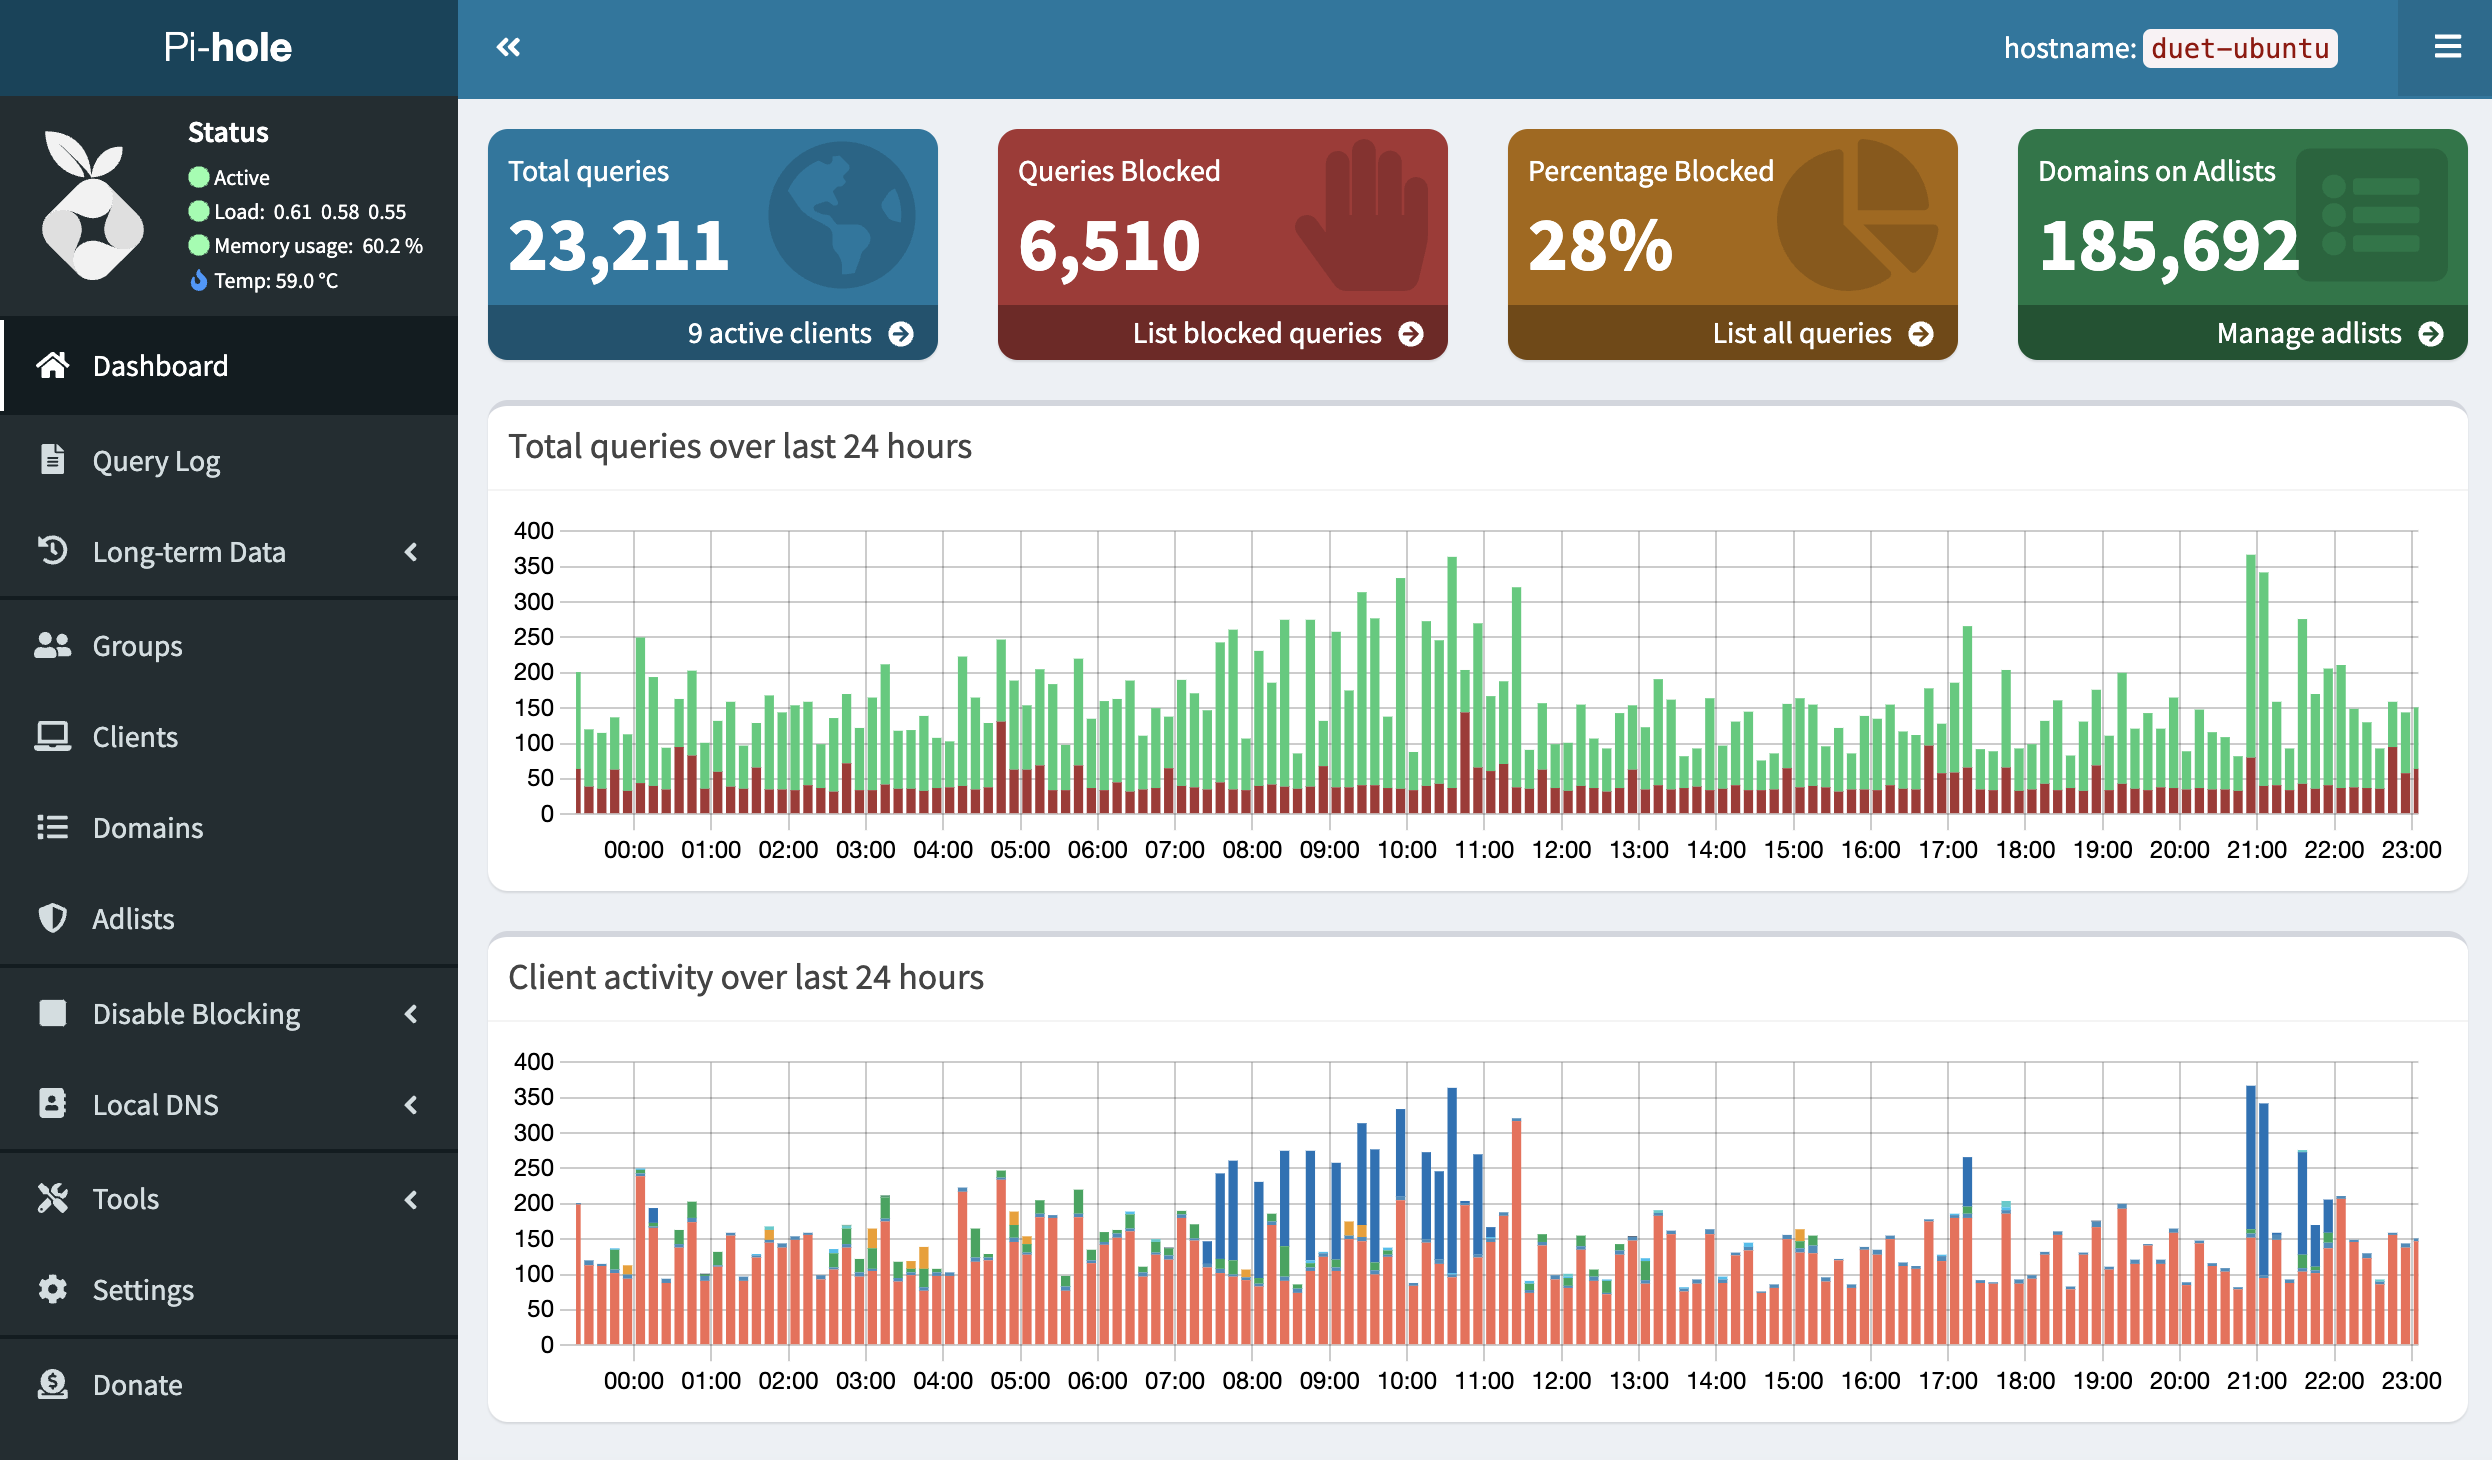 Pi-hole
hostname: duet-ubuntu
Status
Active
Load: 0.61 0.58 0.55
Memory usage: 60.2 %
Temp: 59.0 °C
Dashboard
Query Log
Long-term Data
Groups
Clients
Domains
Adlists
Disable Blocking
Local DNS
Tools
Settings
Donate
Total queries
23,211
9 active clients
Queries Blocked
6,510
List blocked queries
Percentage Blocked
28%
List all queries
Domains on Adlists
185,692
Manage adlists
Total queries over last 24 hours
400
350
300
250
200
150
100
50
0
00:00 01:00 02:00 03:00 04:00 05:00 06:00 07:00 08:00 09:00 10:00 11:00 12:00 13:00 14:00 15:00 16:00 17:00 18:00 19:00 20:00 21:00 22:00 23:00
Client activity over last 24 hours
400
350
300
250
200
150
100
50
0
00:00 01:00 02:00 03:00 04:00 05:00 06:00 07:00 08:00 09:00 10:00 11:00 12:00 13:00 14:00 15:00 16:00 17:00 18:00 19:00 20:00 21:00 22:00 23:00